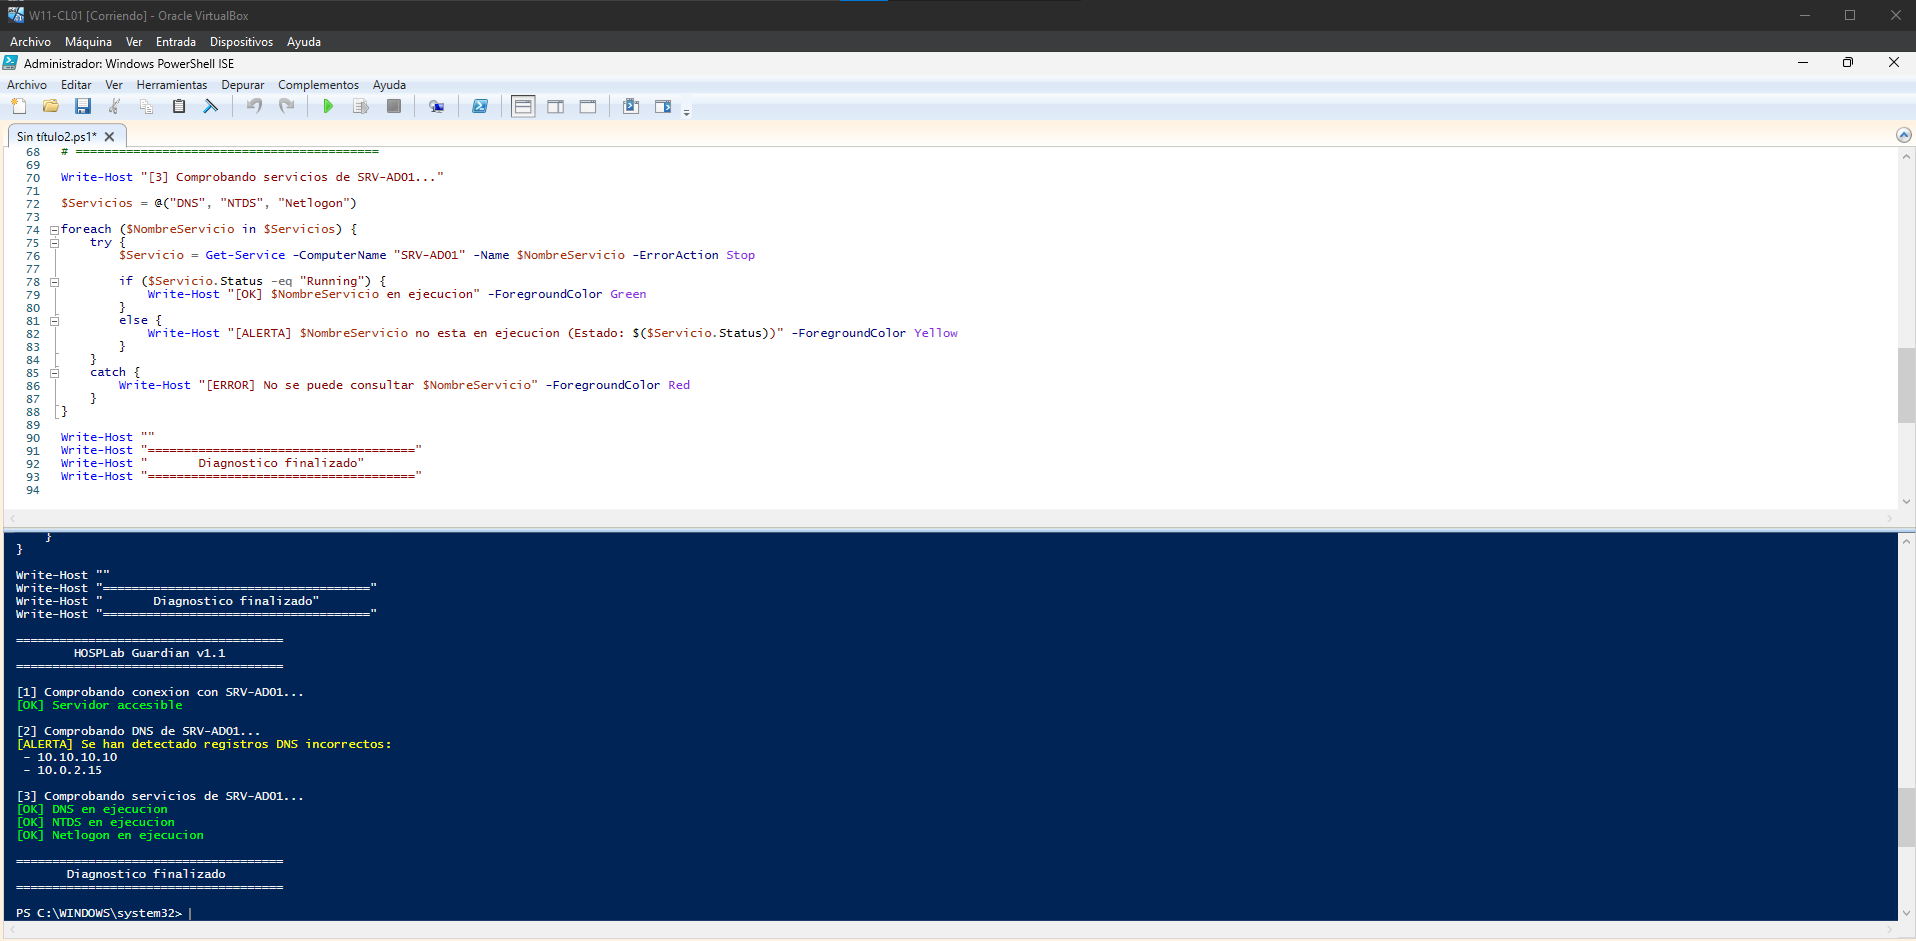 W11-CL01 [Corriendo] - Oracle VirtualBox
Archivo Máquina Ver Entrada Dispositivos Ayuda
Administrador: Windows PowerShell ISE
Archivo Editar Ver Herramientas Depurar Complementos Ayuda
Sin título2.ps1*
68 # ==========================================
69
70 Write-Host "[3] Comprobando servicios de SRV-AD01..."
71
72 $Servicios = @("DNS", "NTDS", "Netlogon")
73
74 foreach ($NombreServicio in $Servicios) {
75     try {
76         $Servicio = Get-Service -ComputerName "SRV-AD01" -Name $NombreServicio -ErrorAction Stop
77
78         if ($Servicio.Status -eq "Running") {
79             Write-Host "[OK] $NombreServicio en ejecucion" -ForegroundColor Green
80         }
81         else {
82             Write-Host "[ALERTA] $NombreServicio no esta en ejecucion (Estado: $($Servicio.Status))" -ForegroundColor Yellow
83         }
84     }
85     catch {
86         Write-Host "[ERROR] No se puede consultar $NombreServicio" -ForegroundColor Red
87     }
88 }
89
90 Write-Host ""
91 Write-Host "====================================="
92 Write-Host "       Diagnostico finalizado"
93 Write-Host "====================================="
94
    }
}
Write-Host ""
Write-Host "====================================="
Write-Host "       Diagnostico finalizado"
Write-Host "====================================="
=====================================
        HOSPLab Guardian v1.1
=====================================
[1] Comprobando conexion con SRV-AD01...
[OK] Servidor accesible
[2] Comprobando DNS de SRV-AD01...
[ALERTA] Se han detectado registros DNS incorrectos:
 - 10.10.10.10
 - 10.0.2.15
[3] Comprobando servicios de SRV-AD01...
[OK] DNS en ejecucion
[OK] NTDS en ejecucion
[OK] Netlogon en ejecucion
=====================================
       Diagnostico finalizado
=====================================
PS C:\WINDOWS\system32>